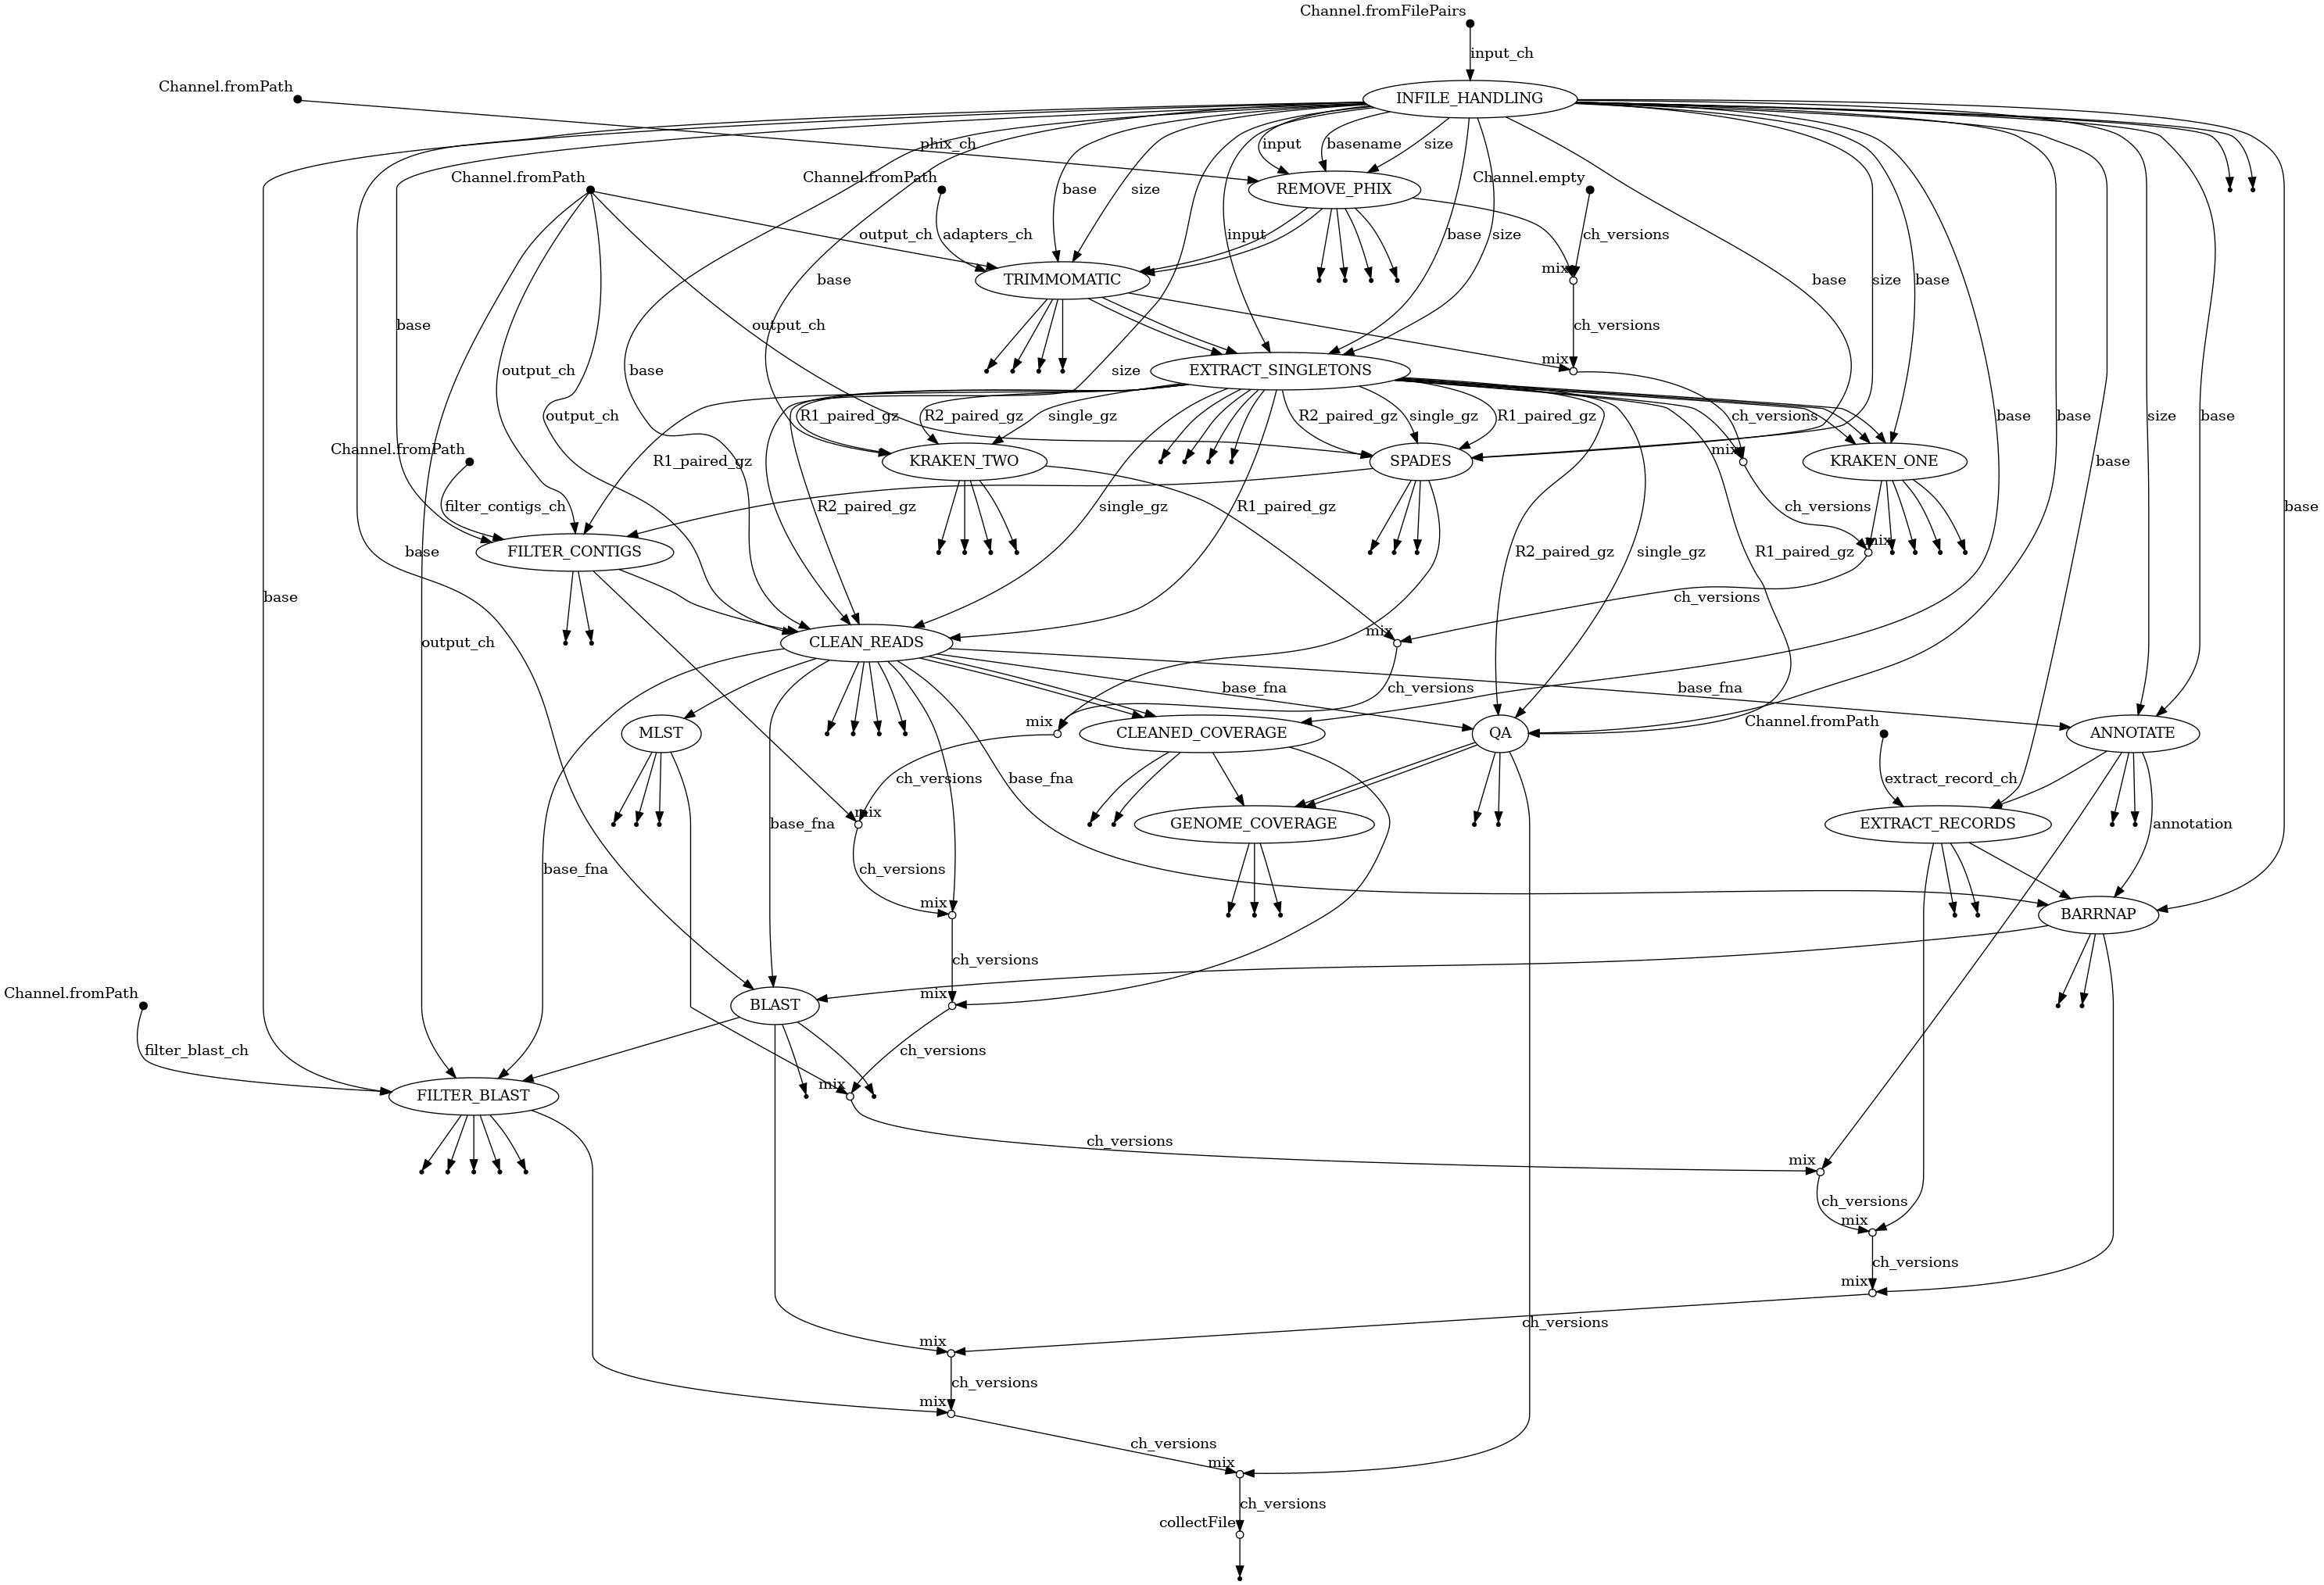 Channel.fromFilePairs
input_ch
Channel.fromPath
INFILE_HANDLING
phix_ch
input
basename
size
Channel.fromPath
Channel.fromPath
REMOVE_PHIX
Channel.empty
base
size
output_ch
adapters_ch
input
base
size
ch_versions
TRIMMOMATIC
mix
base
base
size
base
base
output_ch
ch_versions
mix
output_ch
base
size
EXTRACT_SINGLETONS
output_ch
R1_paired_gz
R2_paired_gz
single_gz
R2_paired_gz
single_gz
R1_paired_gz
ch_versions
base
base
size
base
Channel.fromPath
R1_paired_gz
KRAKEN_TWO
SPADES
mix
KRAKEN_ONE
base
filter_contigs_ch
R2_paired_gz
single_gz
R1_paired_gz
ch_versions
base
base
FILTER_CONTIGS
R2_paired_gz
single_gz
R1_paired_gz
mix
base
ch_versions
output_ch
CLEAN_READS
mix
base_fna
ch_versions
base_fna
MLST
mix
CLEANED_COVERAGE
QA
Channel.fromPath
ANNOTATE
ch_versions
base_fna
extract_record_ch
base_fna
mix
GENOME_COVERAGE
EXTRACT_RECORDS
annotation
base_fna
ch_versions
mix
BARRNAP
ch_versions
Channel.fromPath
BLAST
mix
filter_blast_ch
ch_versions
FILTER_BLAST
mix
ch_versions
mix
ch_versions
mix
ch_versions
mix
ch_versions
mix
ch_versions
mix
ch_versions
mix
ch_versions
collectFile